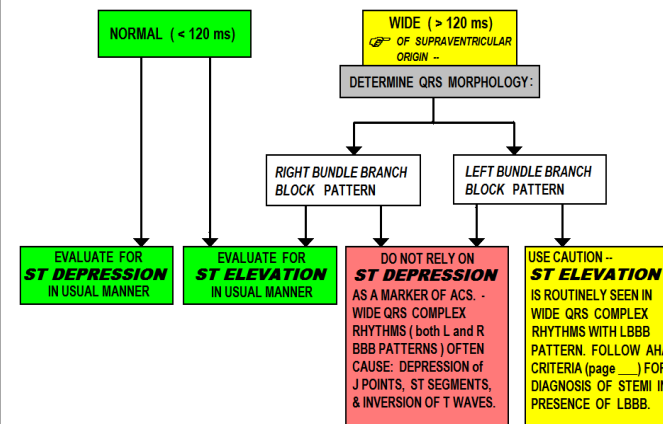 NORMAL ( < 120 ms)
WIDE ( > 120 ms)
☞ OF SUPRAVENTRICULAR
ORIGIN --
DETERMINE QRS MORPHOLOGY:
RIGHT BUNDLE BRANCH
BLOCK PATTERN
LEFT BUNDLE BRANCH
BLOCK PATTERN
EVALUATE FOR
ST DEPRESSION
IN USUAL MANNER
EVALUATE FOR
ST ELEVATION
IN USUAL MANNER
DO NOT RELY ON
ST DEPRESSION
AS A MARKER OF ACS. -
WIDE QRS COMPLEX
RHYTHMS ( both L and R
BBB PATTERNS ) OFTEN
CAUSE: DEPRESSION of
J POINTS, ST SEGMENTS,
& INVERSION OF T WAVES.
USE CAUTION --
ST ELEVATION
IS ROUTINELY SEEN IN
WIDE QRS COMPLEX
RHYTHMS WITH LBBB
PATTERN. FOLLOW AHA
CRITERIA (page ___) FOR
DIAGNOSIS OF STEMI IN
PRESENCE OF LBBB.